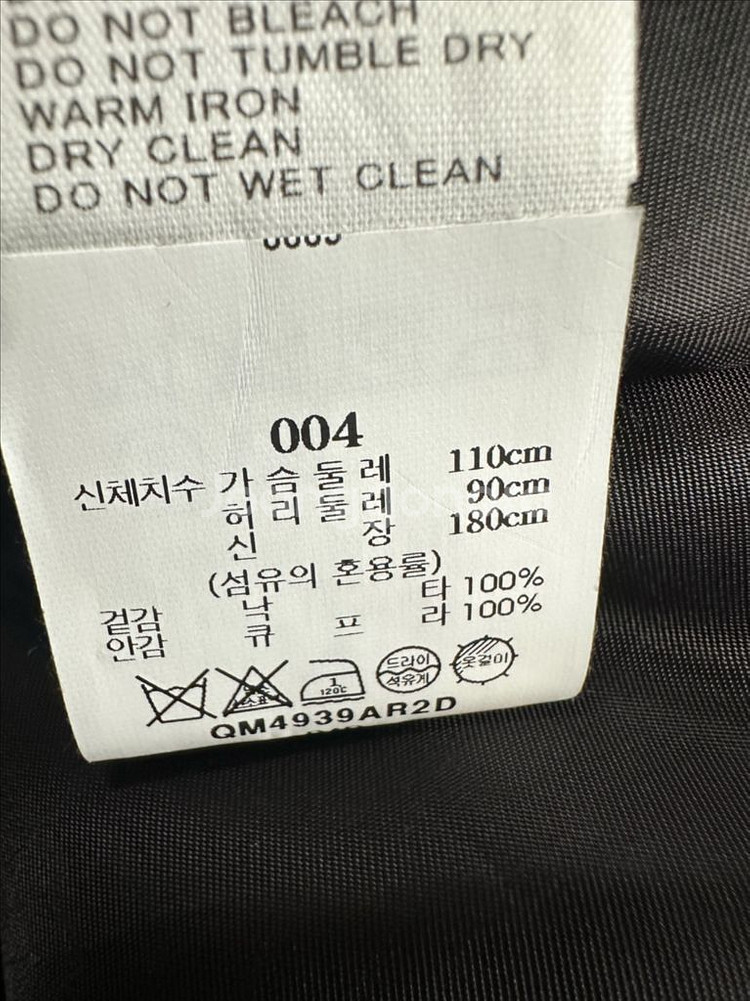 DO NOT BLEACH
DO NOT TUMBLE DRY
WARM IRON
DRY CLEAN
DO NOT WET CLEAN
004
신체치수 가 슴 둘 레 110cm
허 리 둘 레 90cm
신 장 180cm
(섬유의 혼용률)
겉감 낙 타 100%
안감 큐 프 라 100%
1 120℃
드라이 석유계
옷걸이
QM4939AR2D